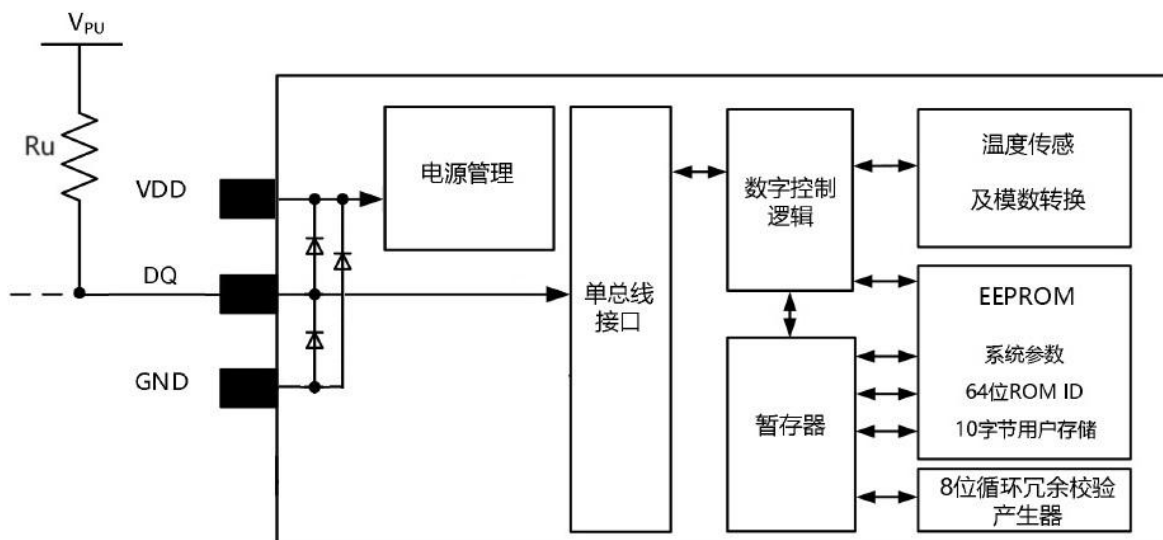 V_PU
Ru
VDD
DQ
GND
电源管理
单总线
接口
数字控制
逻辑
暂存器
温度传感
及模数转换
EEPROM
系统参数
64位ROM ID
10字节用户存储
8位循环冗余校验
产生器